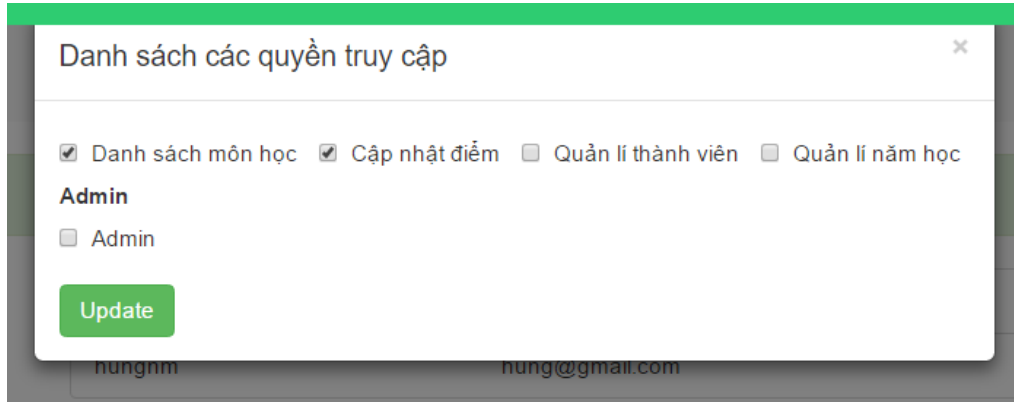 Danh sách các quyền truy cập ×
Danh sách môn học Cập nhật điểm Quản lí thành viên Quản lí năm học
Admin
Admin
Update
hungnm hung@gmail.com